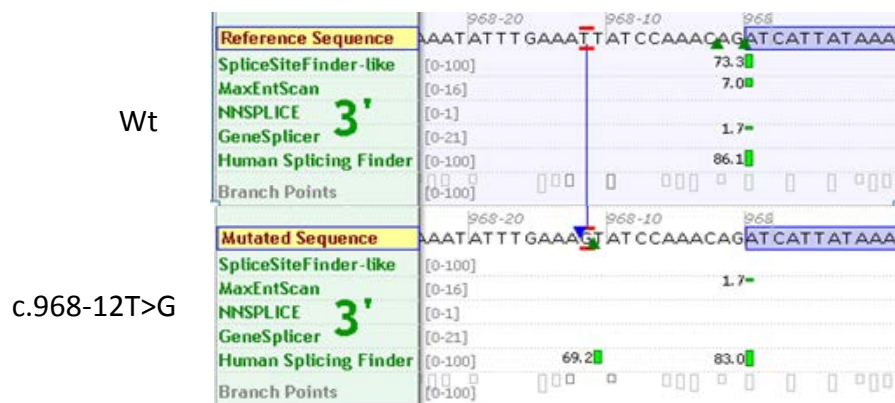 968-20 968-10 968
Reference Sequence AAATATTTGAAATTATCCAAACAGATCATTATAAA
SpliceSiteFinder-like [0-100] 73.3
MaxEntScan [0-16] 7.0
Wt
NNSPLICE 3' [0-1]
GeneSplicer [0-21] 1.7
Human Splicing Finder [0-100] 86.1
Branch Points [0-100]
968-20 968-10 968
Mutated Sequence AAATATTTGAAAGTATCCAAACAGATCATTATAAA
SpliceSiteFinder-like [0-100]
MaxEntScan [0-16] 1.7
c.968-12T>G
NNSPLICE 3' [0-1]
GeneSplicer [0-21]
Human Splicing Finder [0-100] 69.2 83.0
Branch Points [0-100]